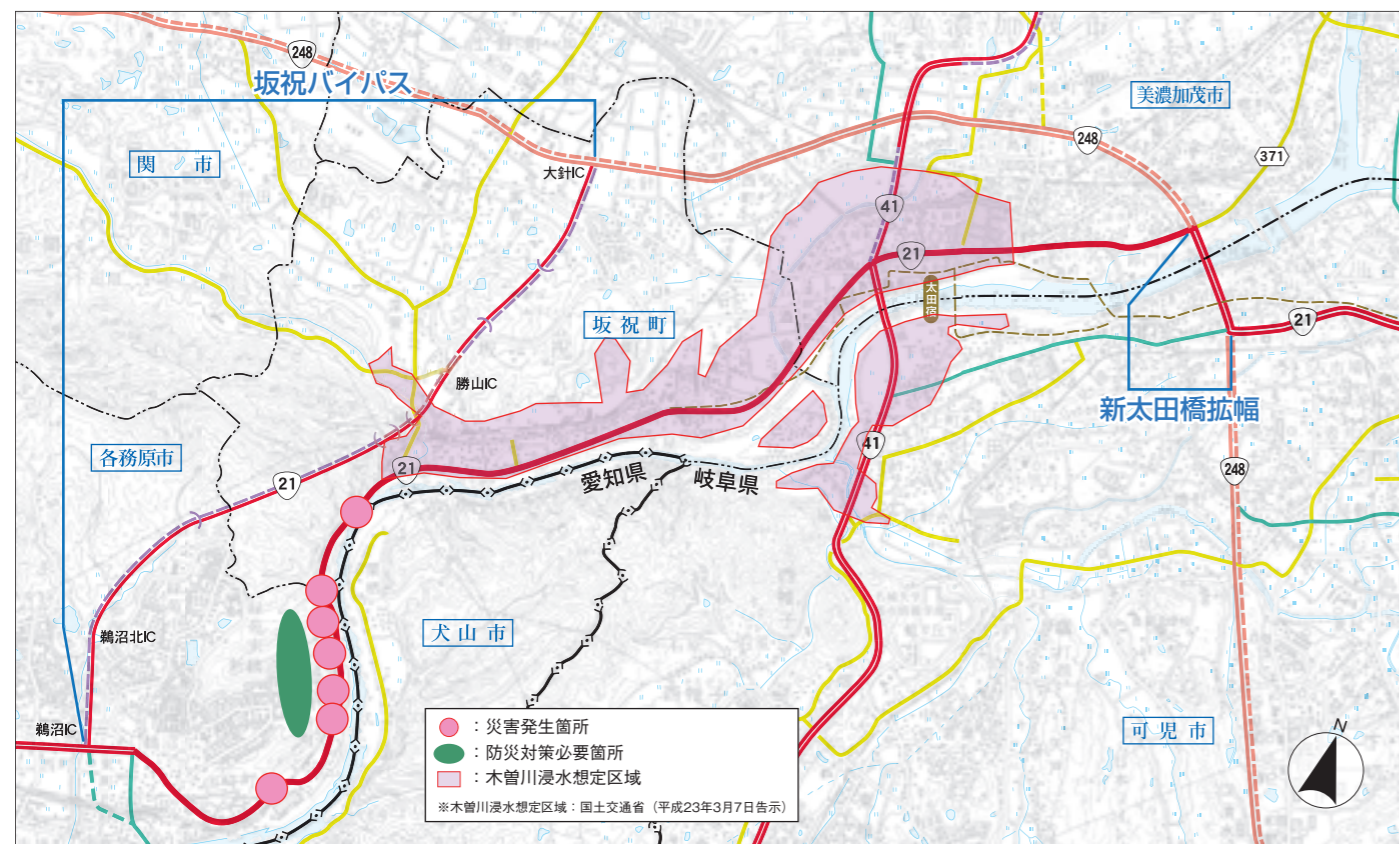 248
坂祝バイパス
美濃加茂市
248
371
関市
大針IC
41
21
太田宿
坂祝町
21
勝山IC
新太田橋拡幅
各務原市
21
21
愛知県
岐阜県
41
248
犬山市
鵜沼北IC
鵜沼IC
可児市
N
：災害発生箇所
：防災対策必要箇所
：木曽川浸水想定区域
※木曽川浸水想定区域：国土交通省（平成23年3月7日告示）